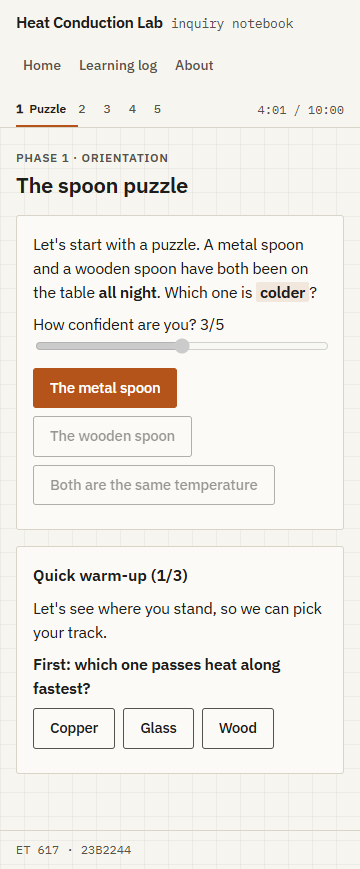 Heat Conduction Lab inquiry notebook
Home Learning log About
1 Puzzle 2 3 4 5 4:01 / 10:00
PHASE 1 · ORIENTATION
The spoon puzzle
Let's start with a puzzle. A metal spoon
and a wooden spoon have both been on
the table all night. Which one is colder?
How confident are you? 3/5
The metal spoon
The wooden spoon
Both are the same temperature
Quick warm-up (1/3)
Let's see where you stand, so we can pick
your track.
First: which one passes heat along
fastest?
Copper Glass Wood
ET 617 · 23B2244